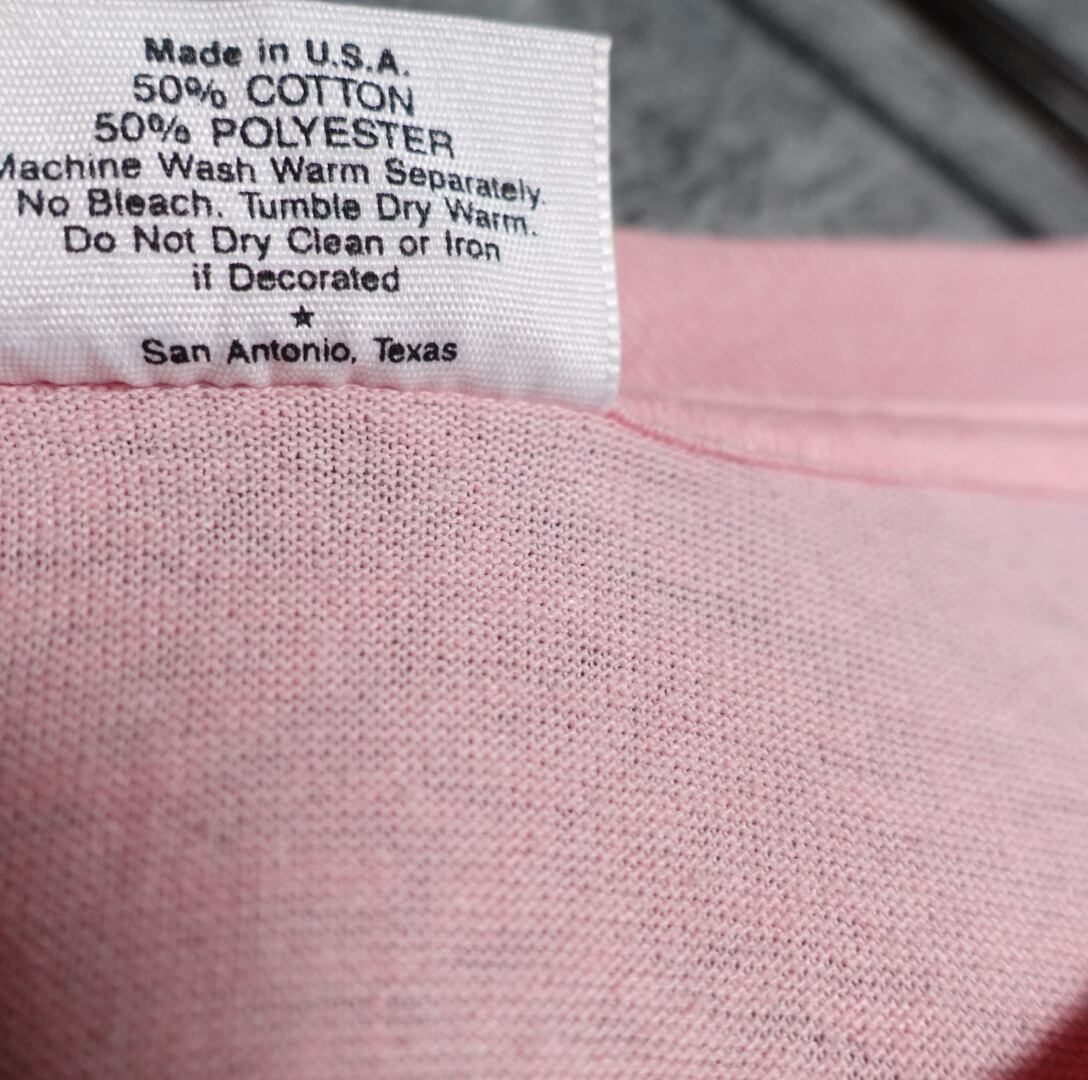 Made in U.S.A.
50% COTTON
50% POLYESTER
Machine Wash Warm Separately.
No Bleach. Tumble Dry Warm.
Do Not Dry Clean or Iron
if Decorated
★
San Antonio, Texas